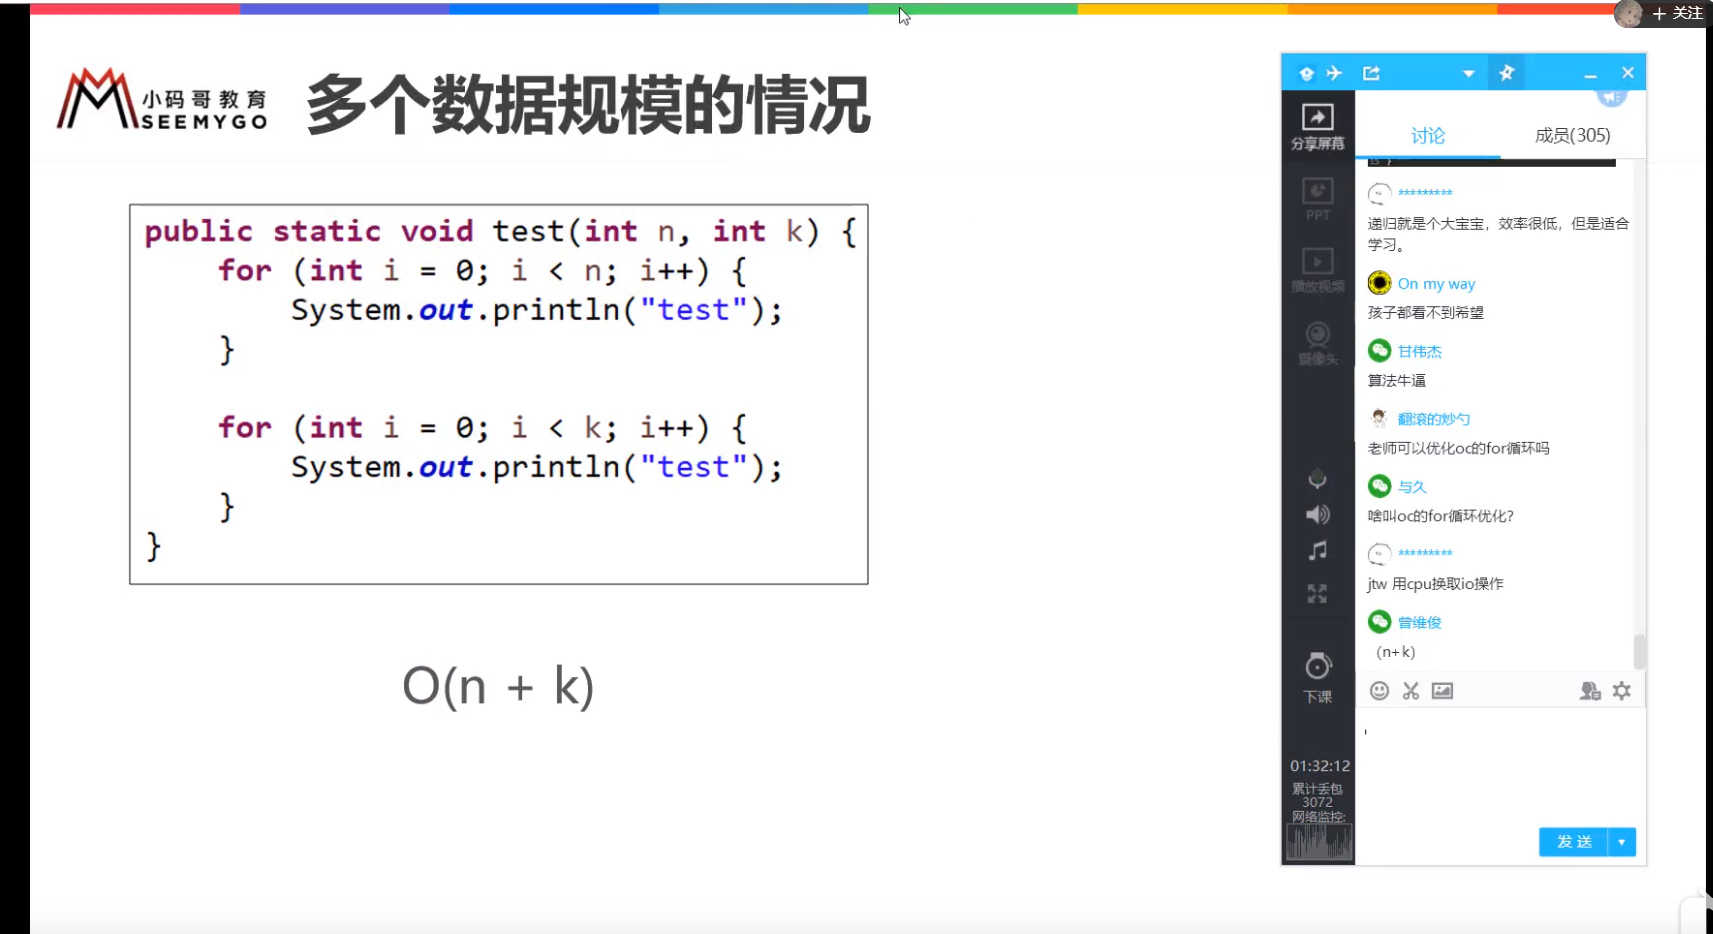 + 关注
小码哥教育
SEEMYGO
多个数据规模的情况
public static void test(int n, int k) {
for (int i = 0; i < n; i++) {
System.out.println("test");
}
for (int i = 0; i < k; i++) {
System.out.println("test");
}
}
O(n + k)
分享屏幕
PPT
播放视频
摄像头
下课
01:32:12
累计丢包
3072
网络监控:
讨论
成员(305)
15 }
*********
递归就是个大宝宝，效率很低，但是适合
学习。
On my way
孩子都看不到希望
甘伟杰
算法牛逼
翻滚的炒勺
老师可以优化oc的for循环吗
与久
啥叫oc的for循环优化?
*********
jtw 用cpu换取io操作
曾维俊
（n+k）
发送